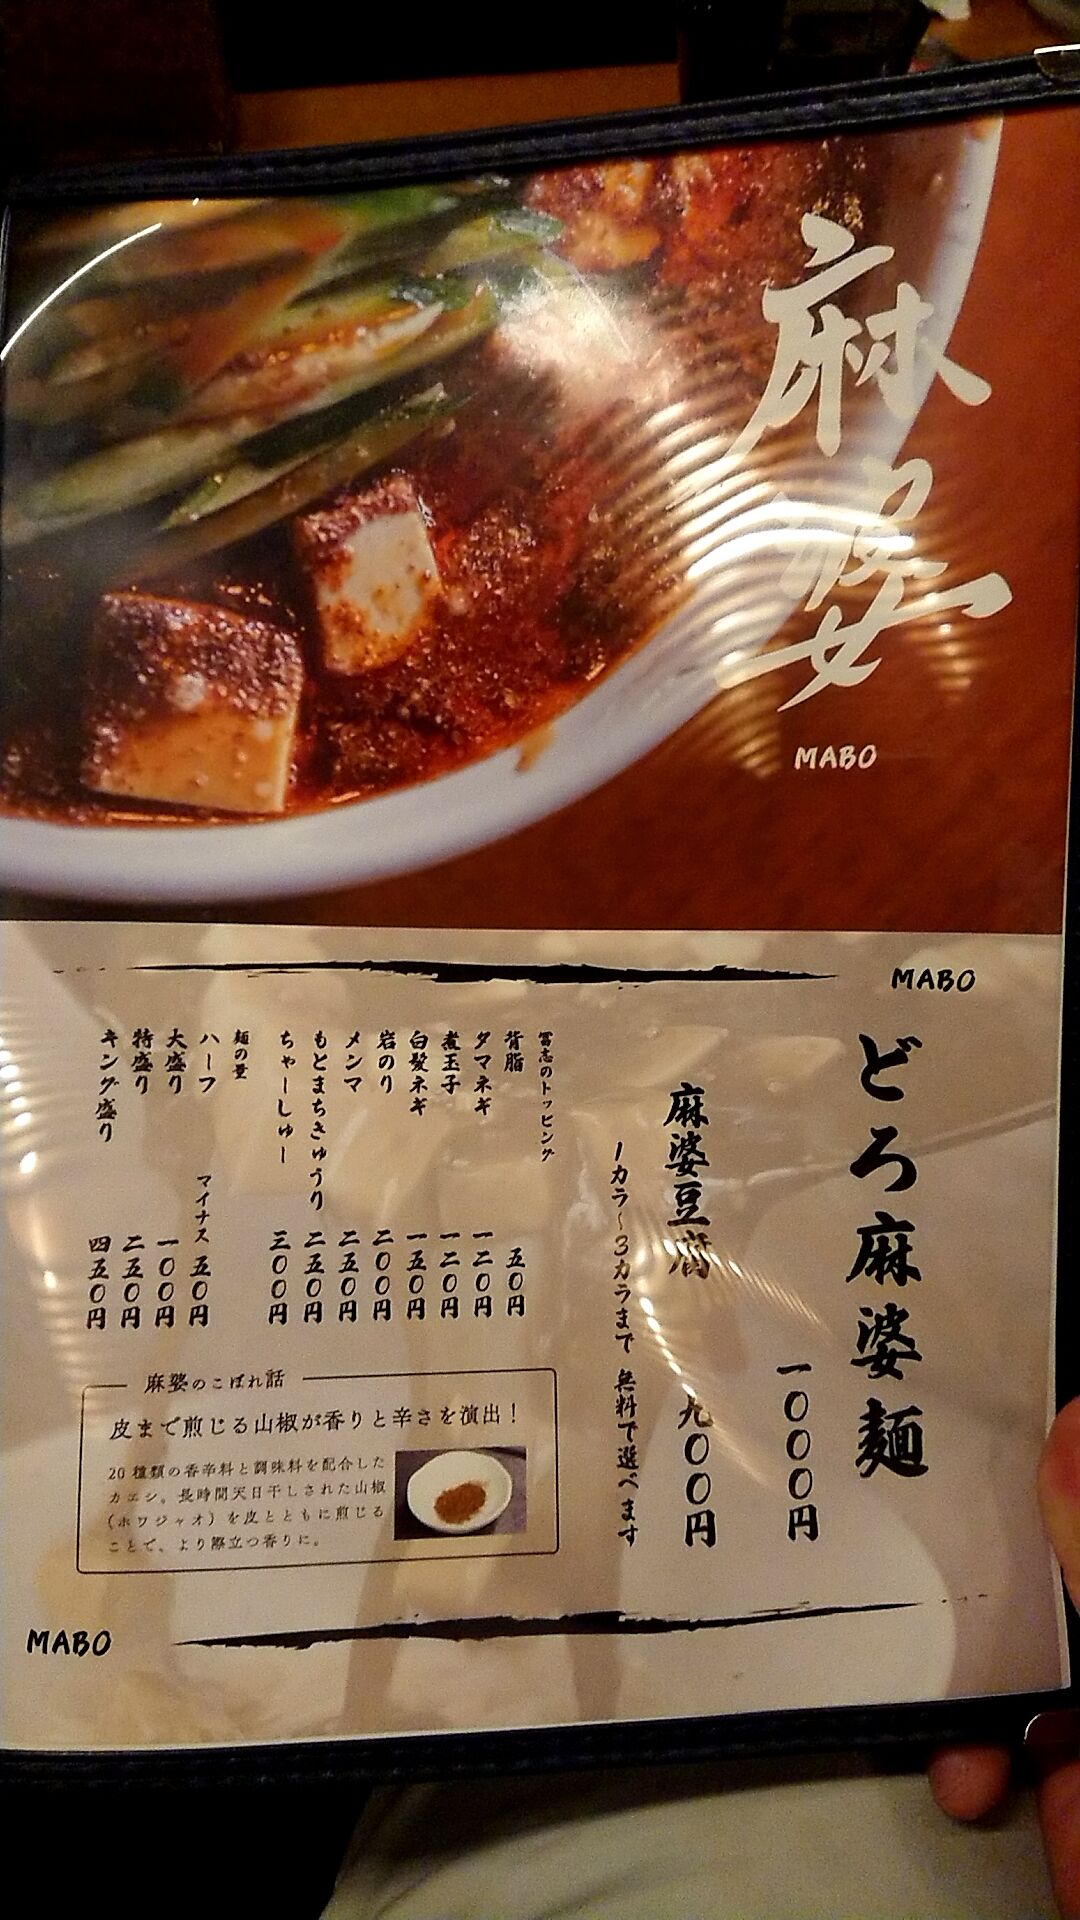 麻婆
MABO
MABO
どろ麻婆麺
一〇〇〇円
麻婆豆腐
九〇〇円
1カラ〜3カラまで 無料で選べます
冨志のトッピング
背脂 五〇円
タマネギ 一二〇円
煮玉子 一二〇円
白髪ネギ 一五〇円
岩のり 二〇〇円
メンマ 二五〇円
もとまちきゅうり 二五〇円
ちゃーしゅー 三〇〇円
麺の量
ハーフ マイナス五〇円
大盛り 一〇〇円
特盛り 二五〇円
キング盛り 四五〇円
麻婆のこぼれ話
皮まで煎じる山椒が香りと辛さを演出！
20種類の香辛料と調味料を配合した
カエシ。長時間天日干しされた山椒
（ホワジャオ）を皮とともに煎じる
ことで、より際立つ香りに。
MABO